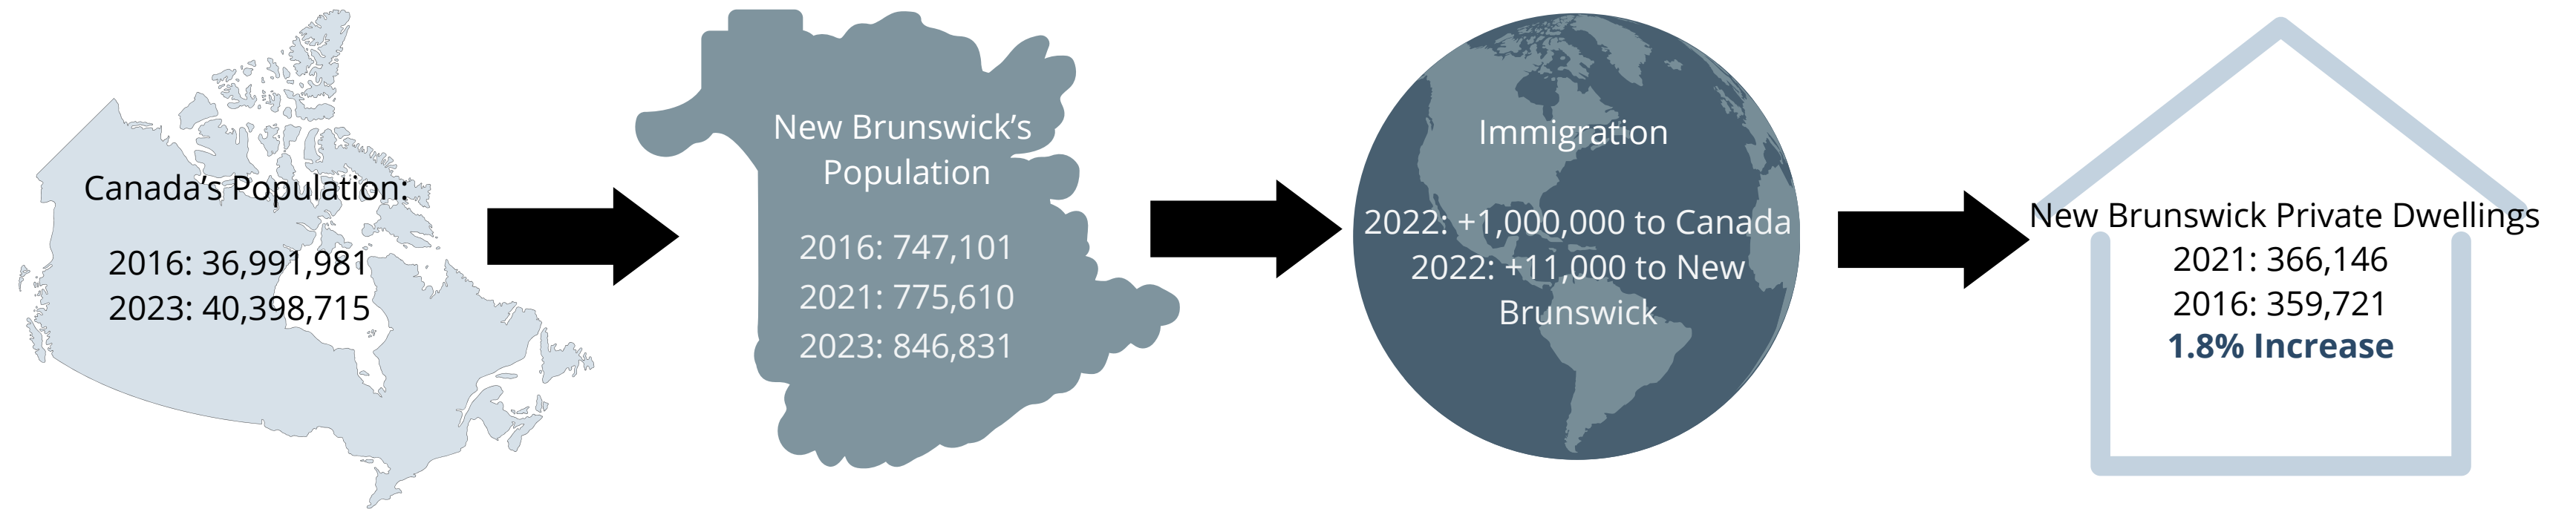 Canada's Population:
2016: 36,991,981
2023: 40,398,715
New Brunswick's
Population
2016: 747,101
2021: 775,610
2023: 846,831
Immigration
2022: +1,000,000 to Canada
2022: +11,000 to New
Brunswick
New Brunswick Private Dwellings
2021: 366,146
2016: 359,721
1.8% Increase